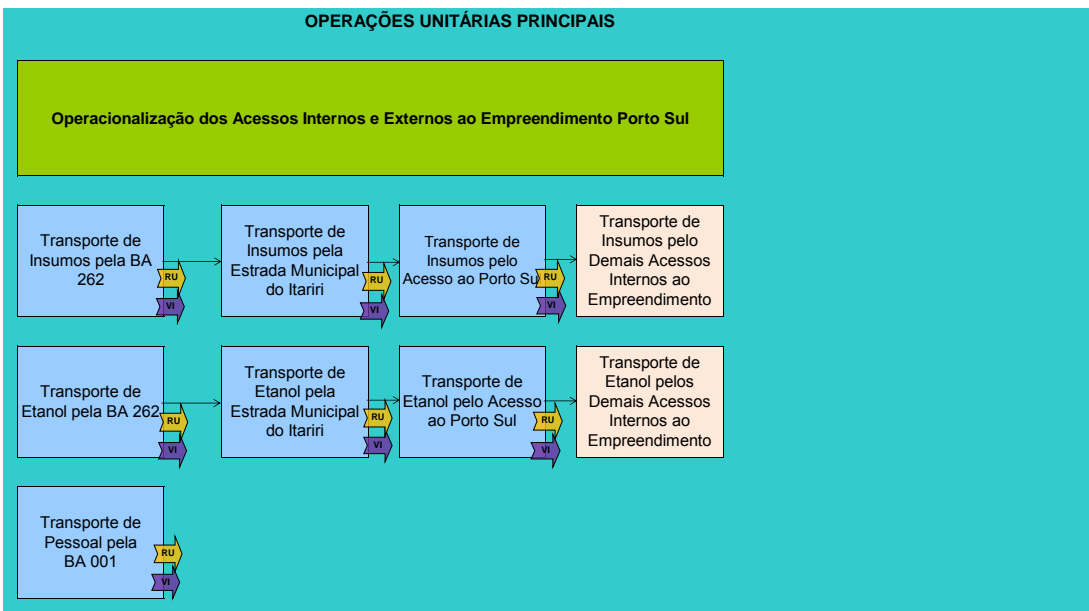 OPERAÇÕES UNITÁRIAS PRINCIPAIS
Operacionalização dos Acessos Internos e Externos ao Empreendimento Porto Sul
Transporte de
Insumos pela BA
262
RU
VI
Transporte de
Insumos pela
Estrada Municipal
do Itariri
RU
VI
Transporte de
Insumos pelo
Acesso ao Porto Su
RU
VI
Transporte de
Insumos pelo
Demais Acessos
Internos ao
Empreendimento
Transporte de
Etanol pela BA 262
RU
VI
Transporte de
Etanol pela
Estrada Municipal
do Itariri
RU
VI
Transporte de
Etanol pelo Acesso
ao Porto Sul
RU
VI
Transporte de
Etanol pelos
Demais Acessos
Internos ao
Empreendimento
Transporte de
Pessoal pela
BA 001
RU
VI